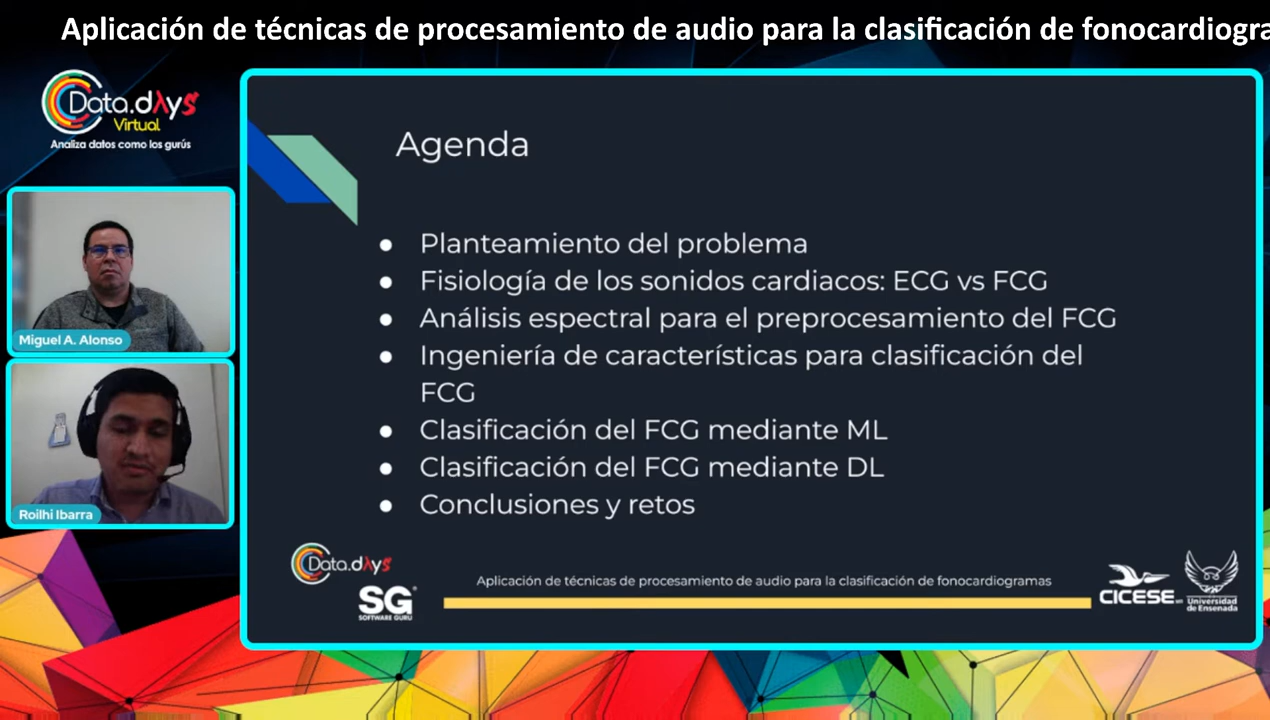 Aplicación de técnicas de procesamiento de audio para la clasificación de fonocardiogra
Data.dAys
Virtual
Analiza datos como los gurús
Miguel A. Alonso
Roilhi Ibarra
Agenda
● Planteamiento del problema
● Fisiología de los sonidos cardiacos: ECG vs FCG
● Análisis espectral para el preprocesamiento del FCG
● Ingeniería de características para clasificación del
FCG
● Clasificación del FCG mediante ML
● Clasificación del FCG mediante DL
● Conclusiones y retos
Data.dAys
SG
SOFTWARE GURU
Aplicación de técnicas de procesamiento de audio para la clasificación de fonocardiogramas
CICESE
Universidad
de Ensenada